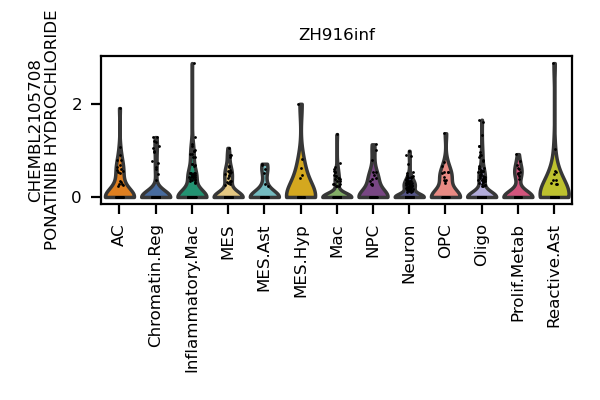 ZH916inf
CHEMBL2105708
PONATINIB HYDROCHLORIDE
2
0
AC
Chromatin.Reg
Inflammatory.Mac
MES
MES.Ast
MES.Hyp
Mac
NPC
Neuron
OPC
Oligo
Prolif.Metab
Reactive.Ast